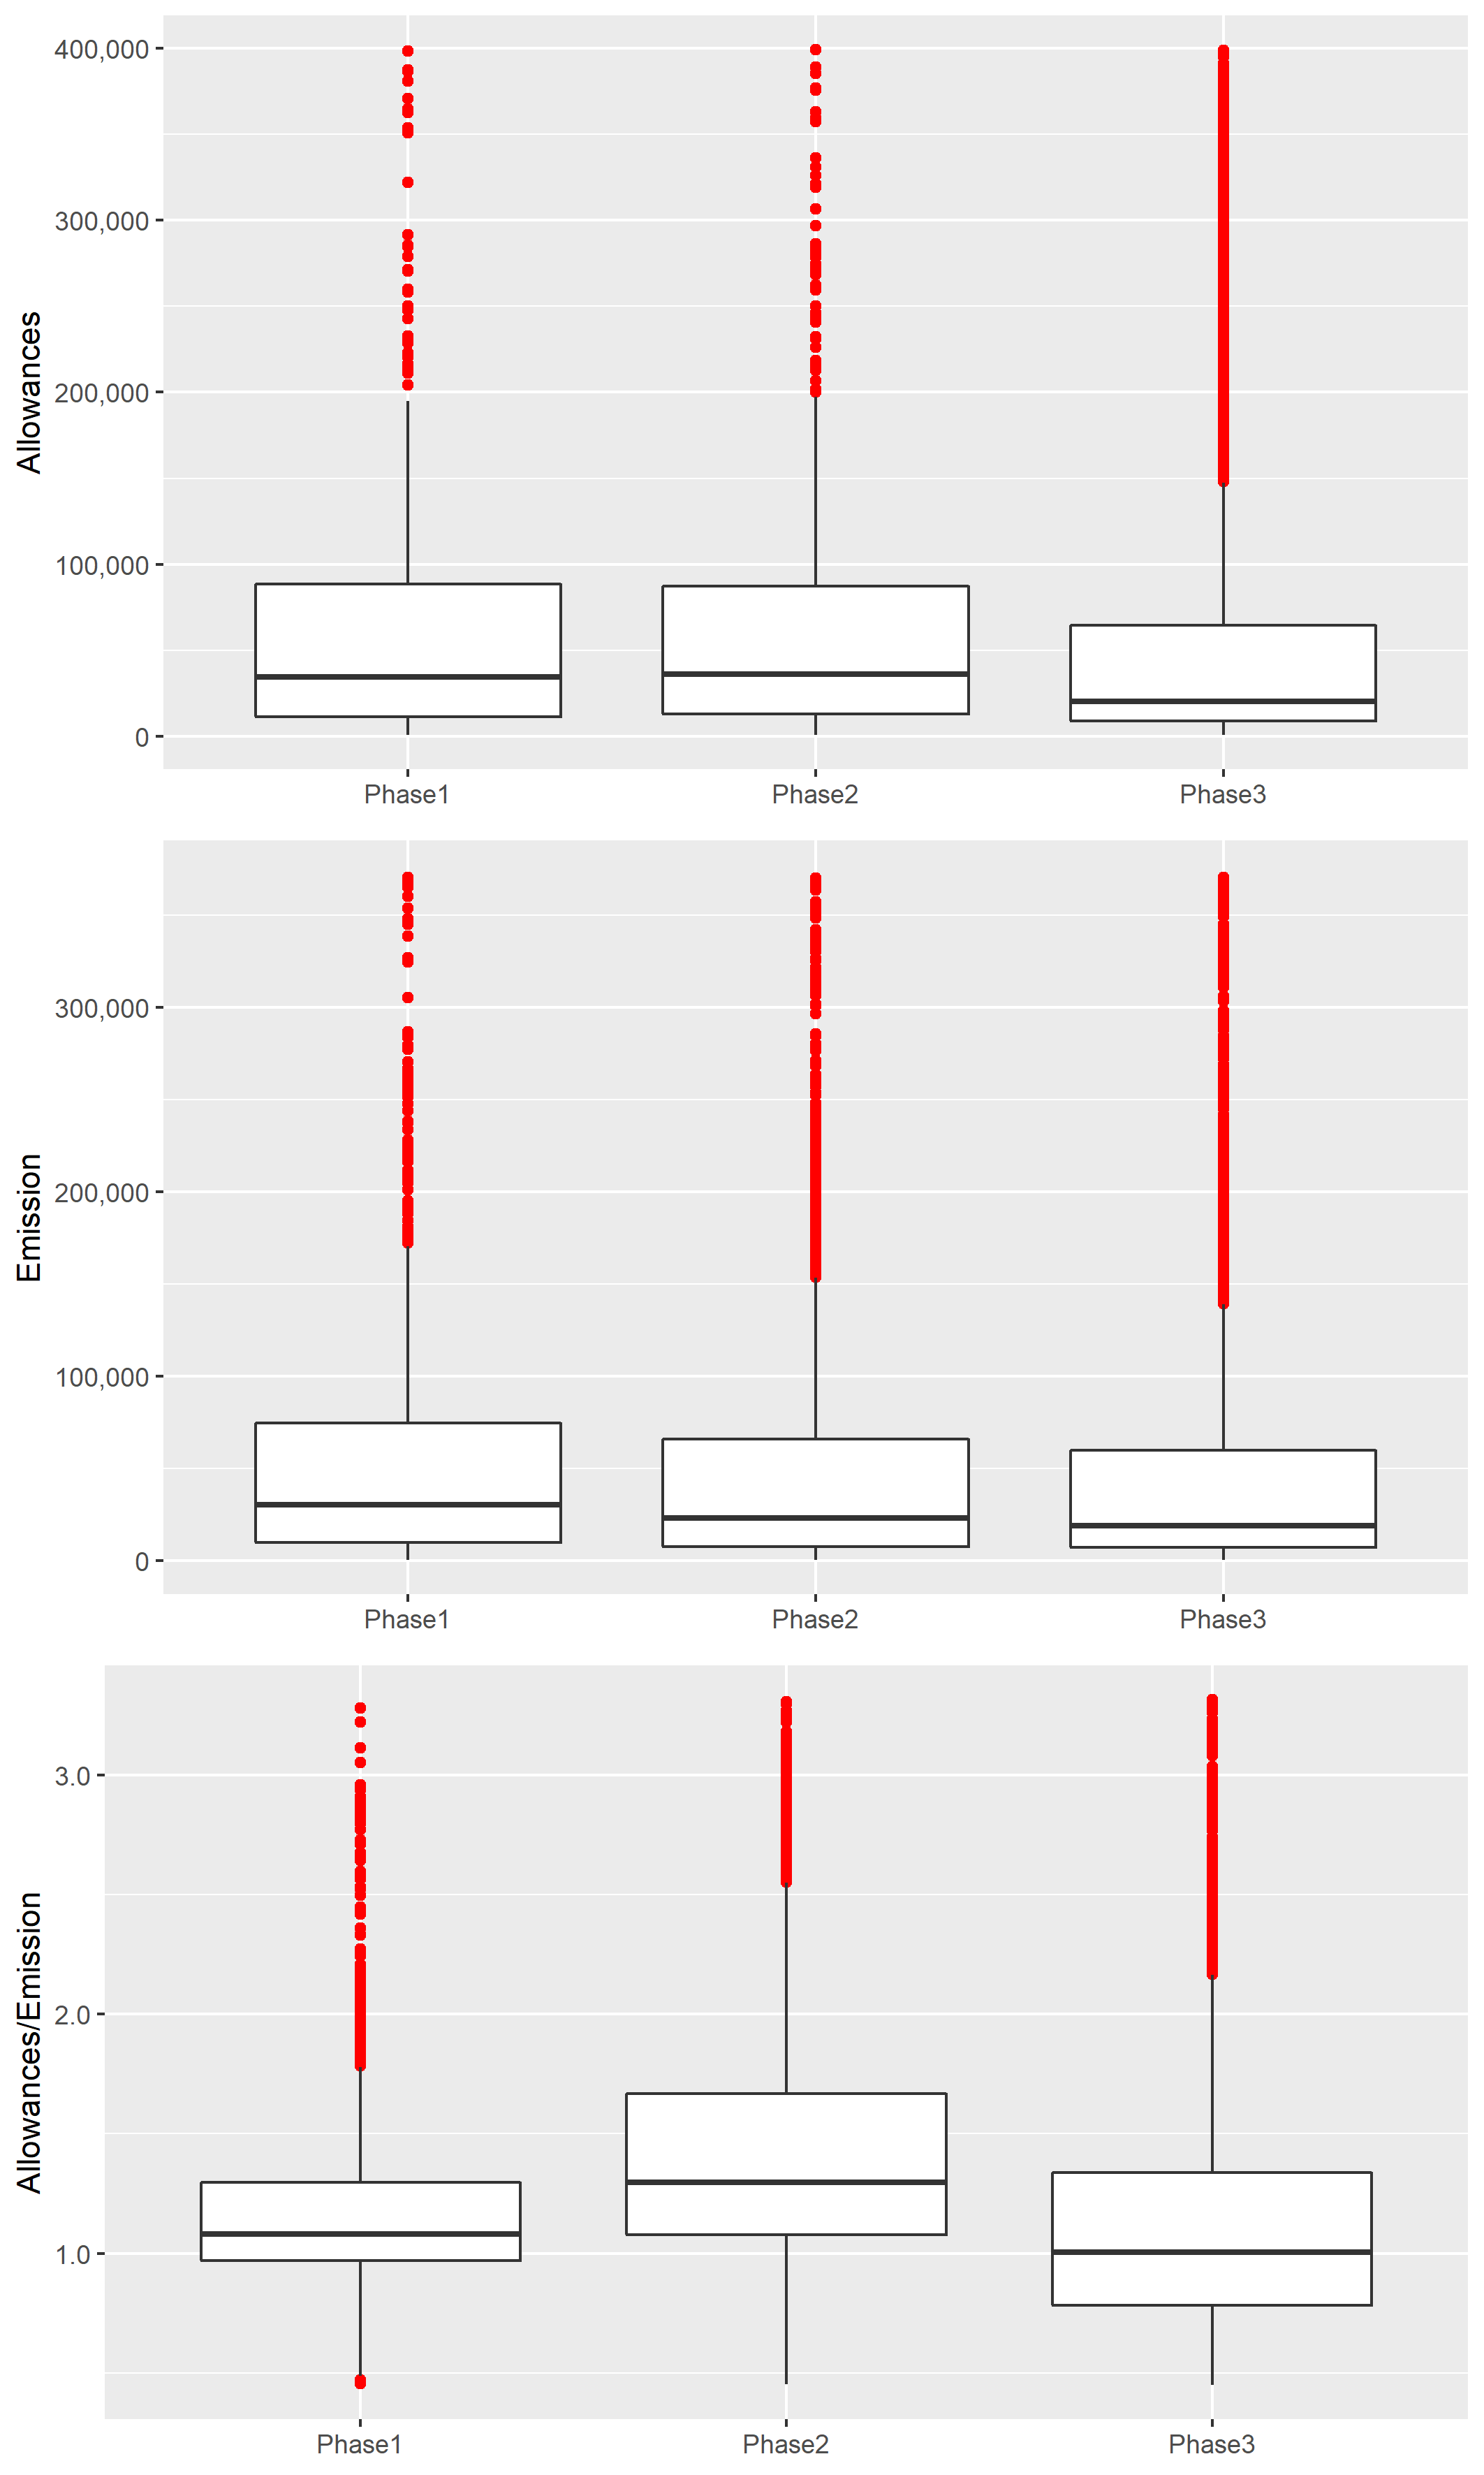 Allowances
400,000
300,000
200,000
100,000
0
Phase1 Phase2 Phase3
Emission
300,000
200,000
100,000
0
Phase1 Phase2 Phase3
Allowances/Emission
3.0
2.0
1.0
Phase1 Phase2 Phase3